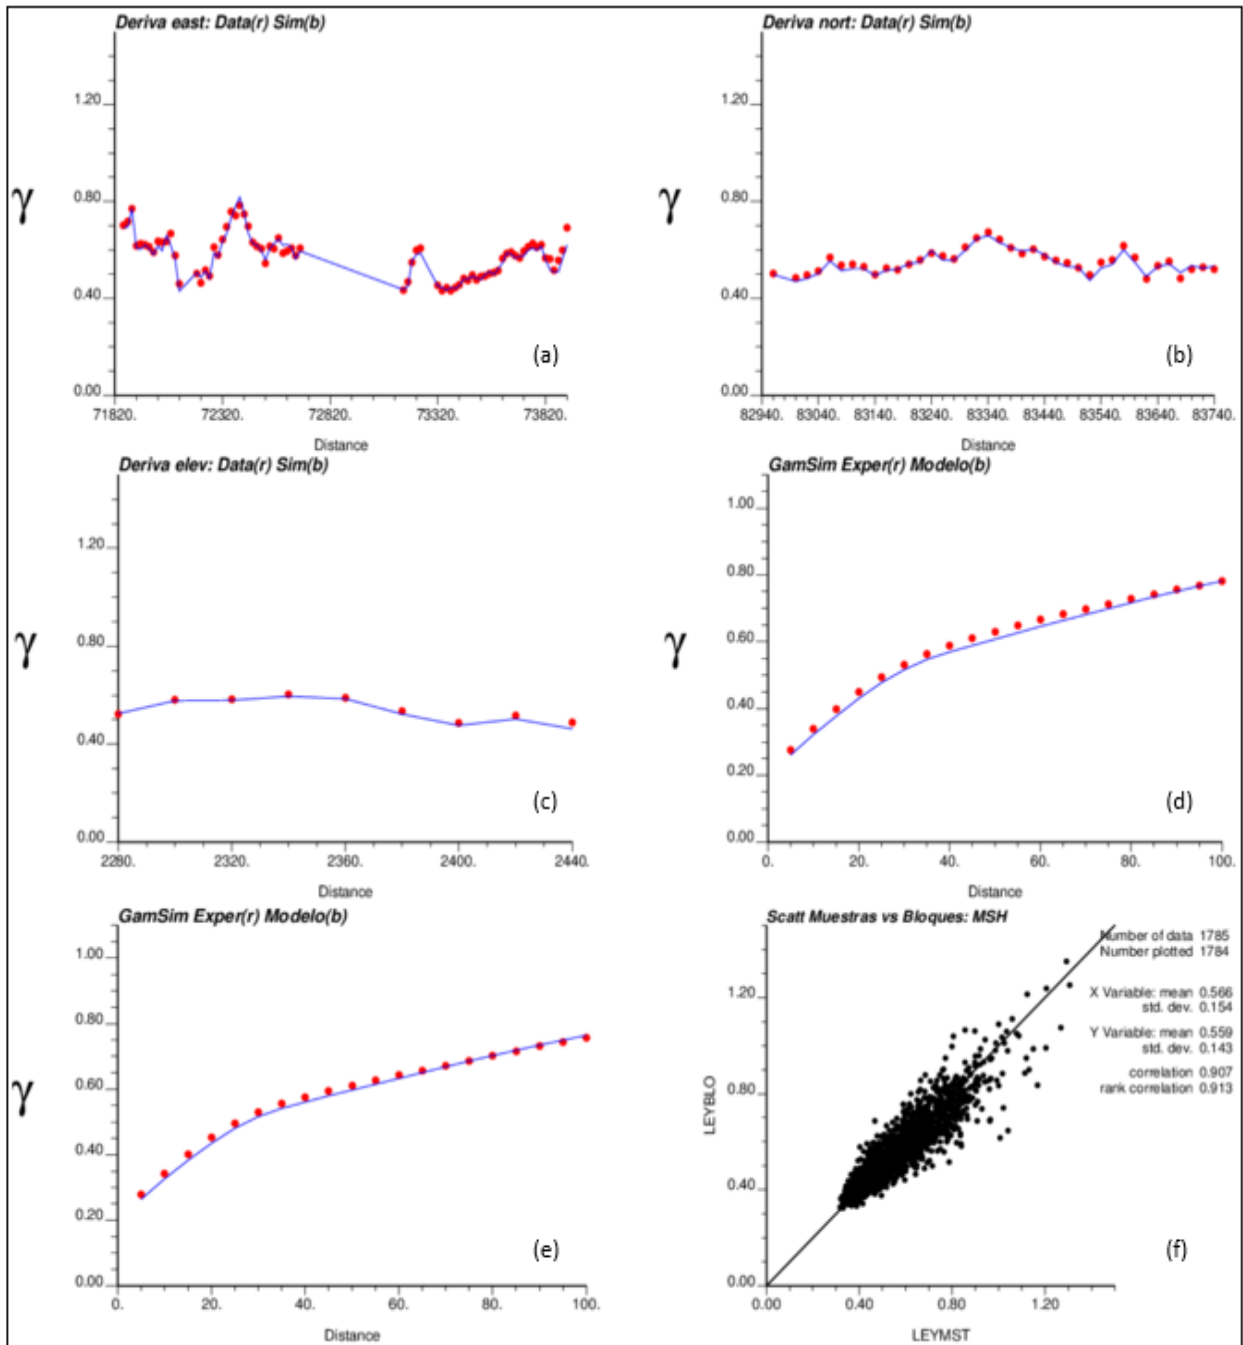 Deriva east: Data(r) Sim(b)
γ
1.20
0.80
0.40
0.00
71820. 72320. 72820. 73320. 73820.
Distance
(a)
Deriva nort: Data(r) Sim(b)
γ
1.20
0.80
0.40
0.00
82940. 83040. 83140. 83240. 83340. 83440. 83540. 83640. 83740.
Distance
(b)
Deriva elev: Data(r) Sim(b)
γ
1.20
0.80
0.40
0.00
2280. 2320. 2360. 2400. 2440.
Distance
(c)
GamSim Exper(r) Modelo(b)
γ
1.00
0.80
0.60
0.40
0.20
0.00
0. 20. 40. 60. 80. 100.
Distance
(d)
GamSim Exper(r) Modelo(b)
γ
1.00
0.80
0.60
0.40
0.20
0.00
0. 20. 40. 60. 80. 100.
Distance
(e)
Scatt Muestras vs Bloques: MSH
Number of data 1785
Number plotted 1784
X Variable: mean 0.566
std. dev. 0.154
Y Variable: mean 0.559
std. dev. 0.143
correlation 0.907
rank correlation 0.913
LEYBLO
1.20
0.80
0.40
0.00
0.00 0.40 0.80 1.20
LEYMST
(f)